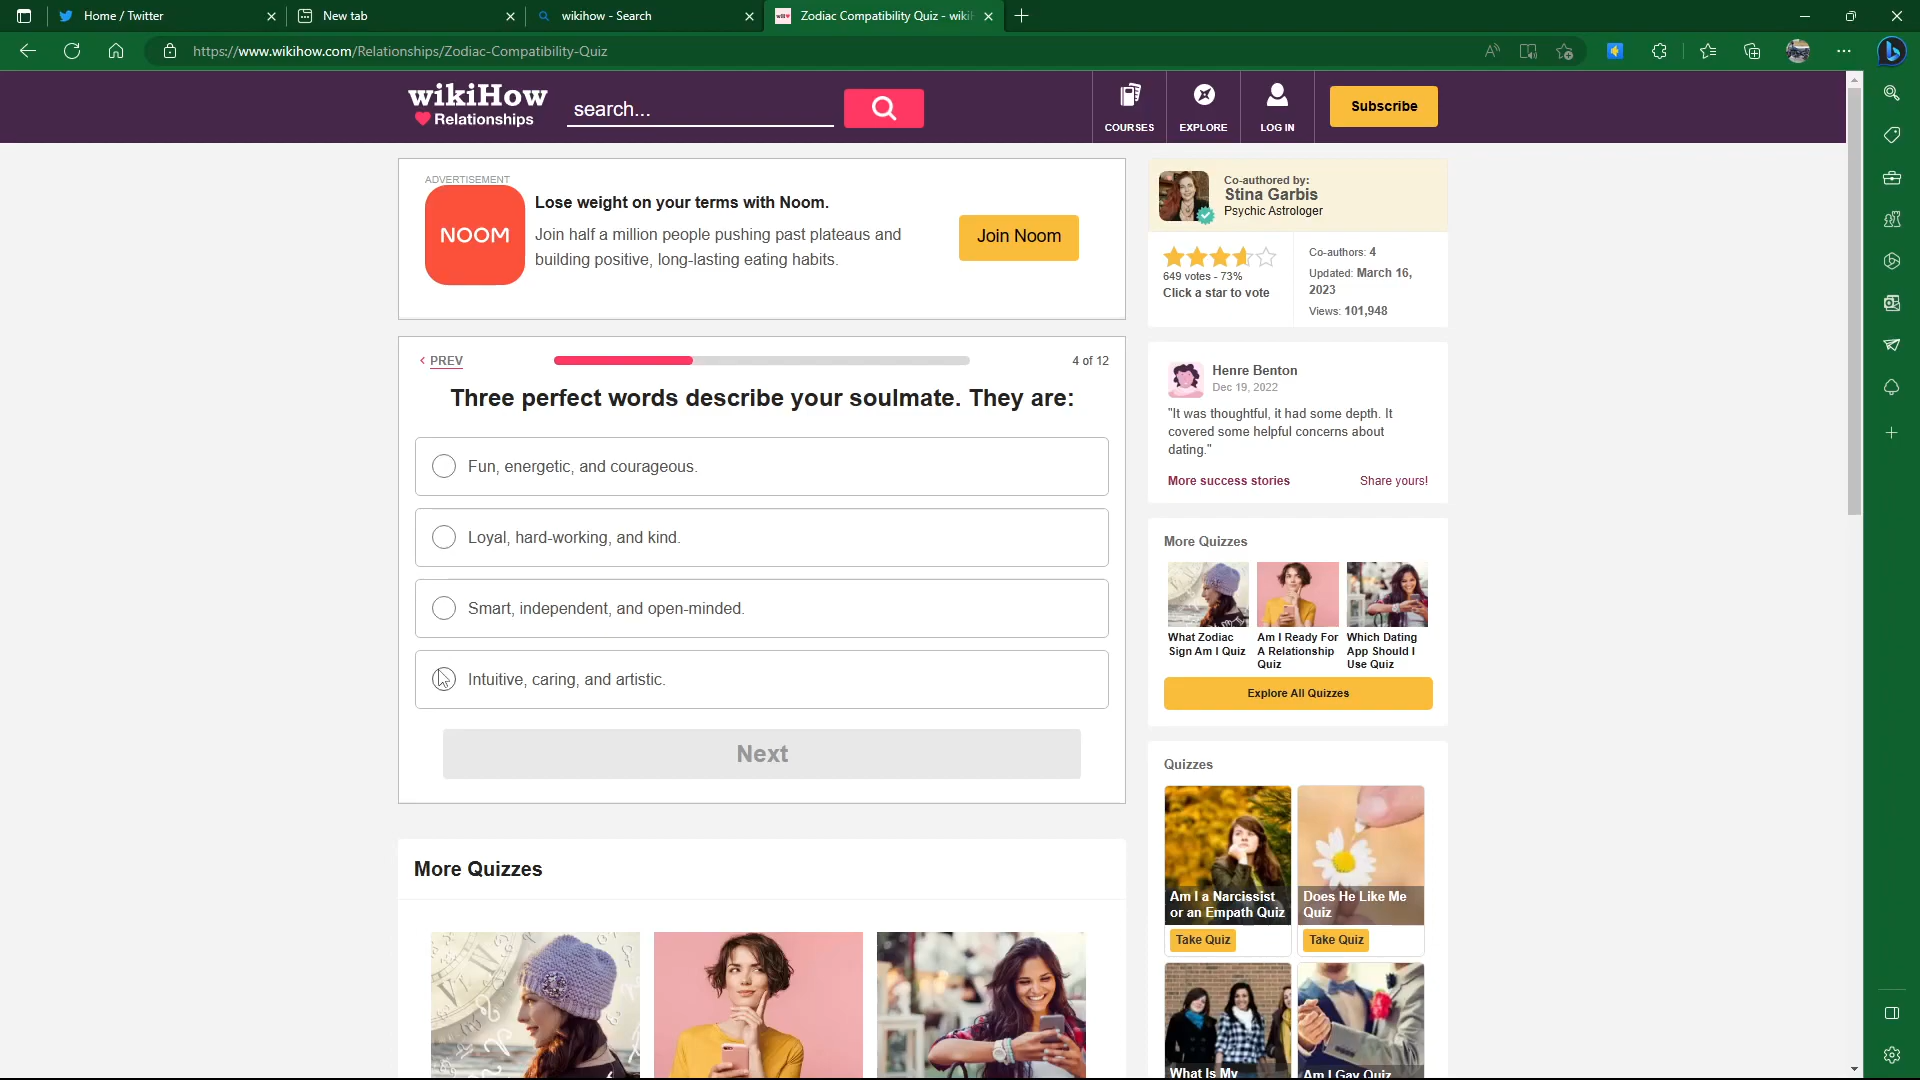 Home / Twitter
New tab
wikihow - Search
Zodiac Compatibility Quiz - wikiH
https://www.wikihow.com/Relationships/Zodiac-Compatibility-Quiz
wikiHow
Relationships
search...
COURSES
EXPLORE
LOG IN
Subscribe
ADVERTISEMENT
NOOM
Lose weight on your terms with Noom.
Join half a million people pushing past plateaus and
building positive, long-lasting eating habits.
Join Noom
PREV
4 of 12
Three perfect words describe your soulmate. They are:
Fun, energetic, and courageous.
Loyal, hard-working, and kind.
Smart, independent, and open-minded.
Intuitive, caring, and artistic.
Next
More Quizzes
Co-authored by:
Stina Garbis
Psychic Astrologer
649 votes - 73%
Click a star to vote
Co-authors: 4
Updated: March 16,
2023
Views: 101,948
Henre Benton
Dec 19, 2022
"It was thoughtful, it had some depth. It
covered some helpful concerns about
dating."
More success stories
Share yours!
More Quizzes
What Zodiac
Sign Am I Quiz
Am I Ready For
A Relationship
Quiz
Which Dating
App Should I
Use Quiz
Explore All Quizzes
Quizzes
Am I a Narcissist
or an Empath Quiz
Take Quiz
Does He Like Me
Quiz
Take Quiz
What Is My
Am I Gay Quiz